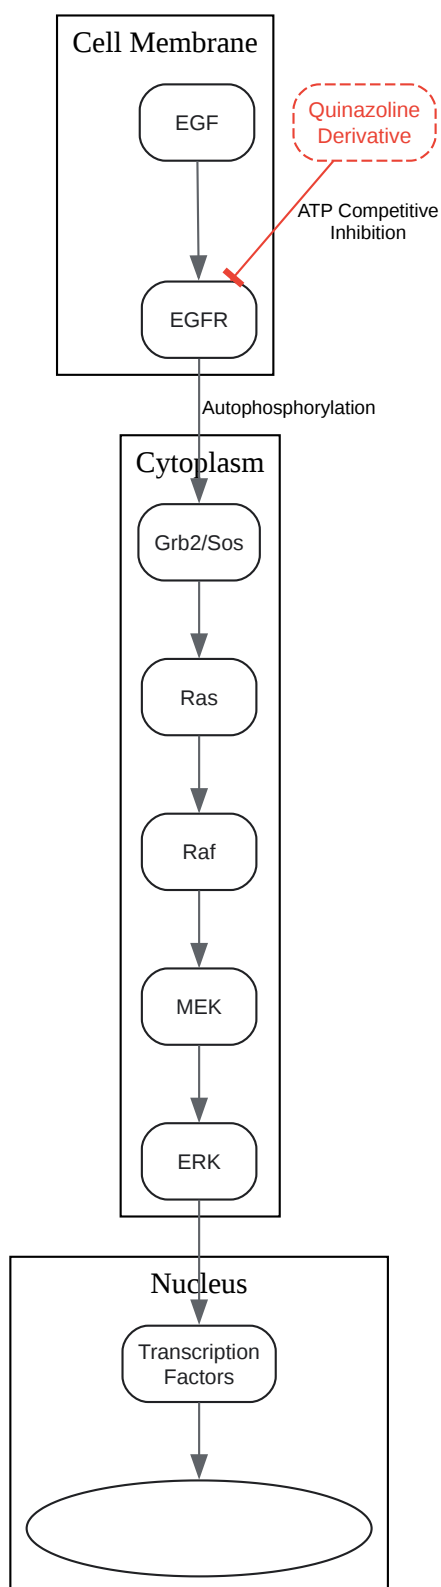 Cell Membrane
EGF
Quinazoline
Derivative
ATP Competitive
Inhibition
EGFR
Autophosphorylation
Cytoplasm
Grb2/Sos
Ras
Raf
MEK
ERK
Nucleus
Transcription
Factors